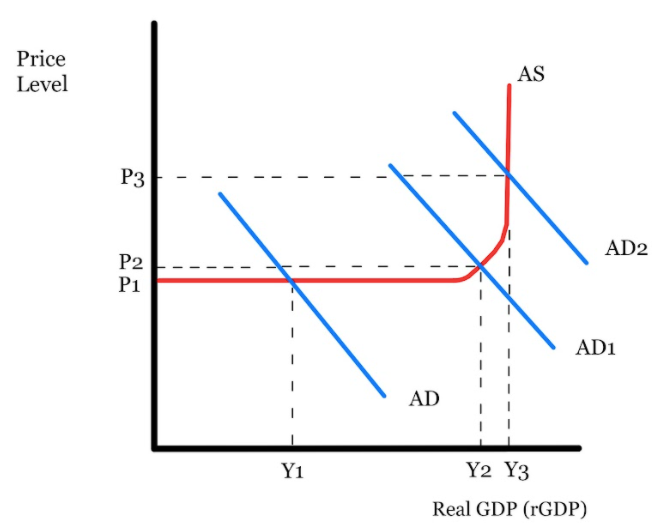 Price
Level
AS
P3
AD2
P2
P1
AD1
AD
Y1
Y2
Y3
Real GDP (rGDP)